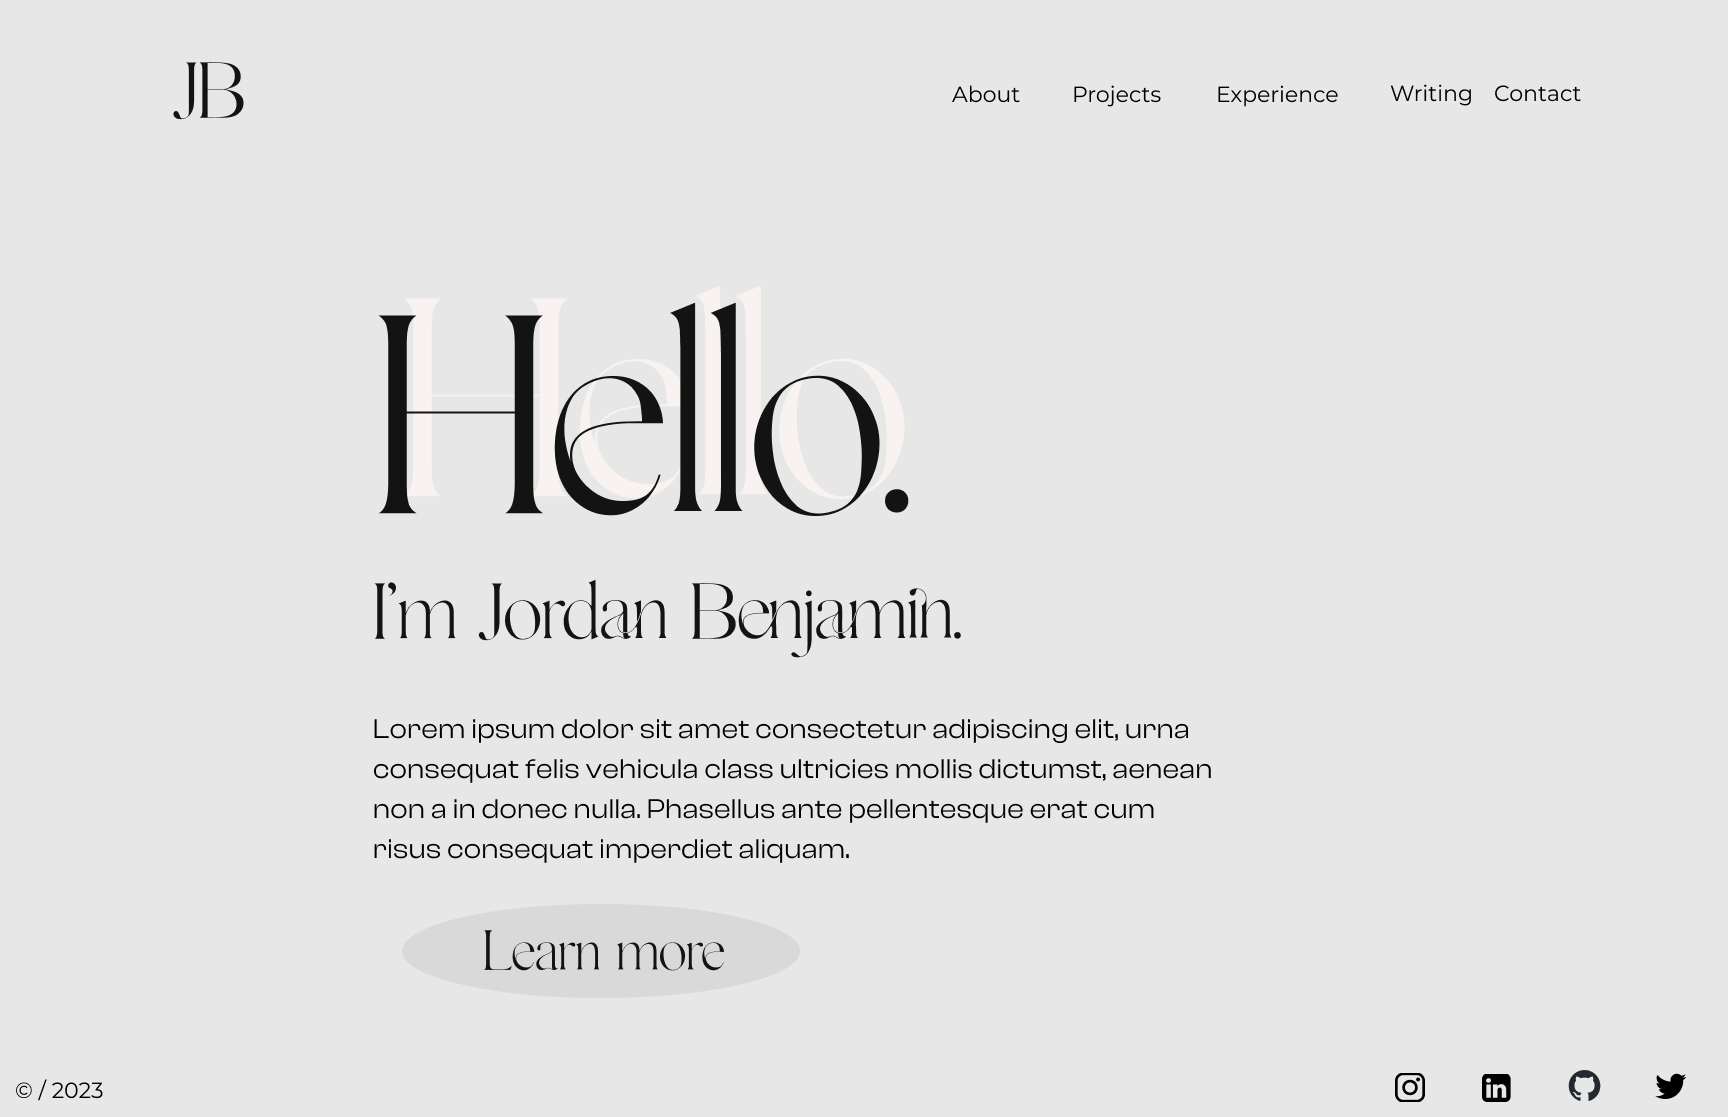 JB
About Projects Experience Writing Contact
Hello.
I'm Jordan Benjamin.
Lorem ipsum dolor sit amet consectetur adipiscing elit, urna
consequat felis vehicula class ultricies mollis dictumst, aenean
non a in donec nulla. Phasellus ante pellentesque erat cum
risus consequat imperdiet aliquam.
Learn more
© / 2023
in